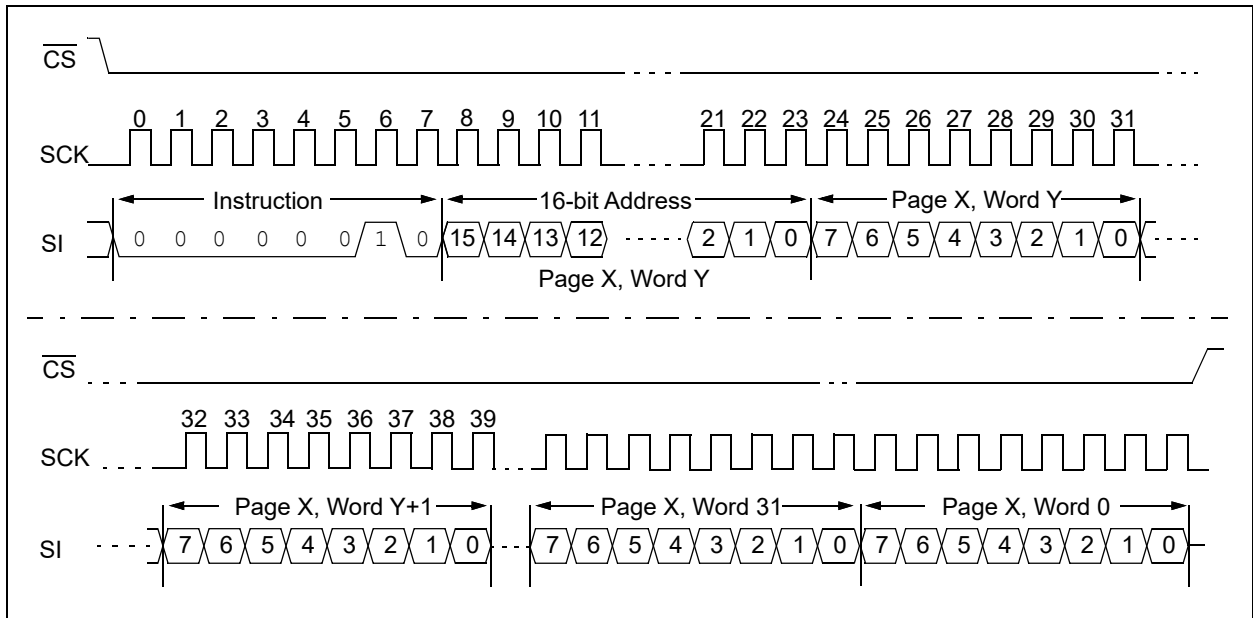 CS
0 1 2 3 4 5 6 7 8 9 10 11 21 22 23 24 25 26 27 28 29 30 31
SCK
Instruction 16-bit Address Page X, Word Y
SI 0 0 0 0 0 0 1 0 15 14 13 12 2 1 0 7 6 5 4 3 2 1 0
Page X, Word Y
CS
32 33 34 35 36 37 38 39
SCK
Page X, Word Y+1 Page X, Word 31 Page X, Word 0
SI 7 6 5 4 3 2 1 0 7 6 5 4 3 2 1 0 7 6 5 4 3 2 1 0